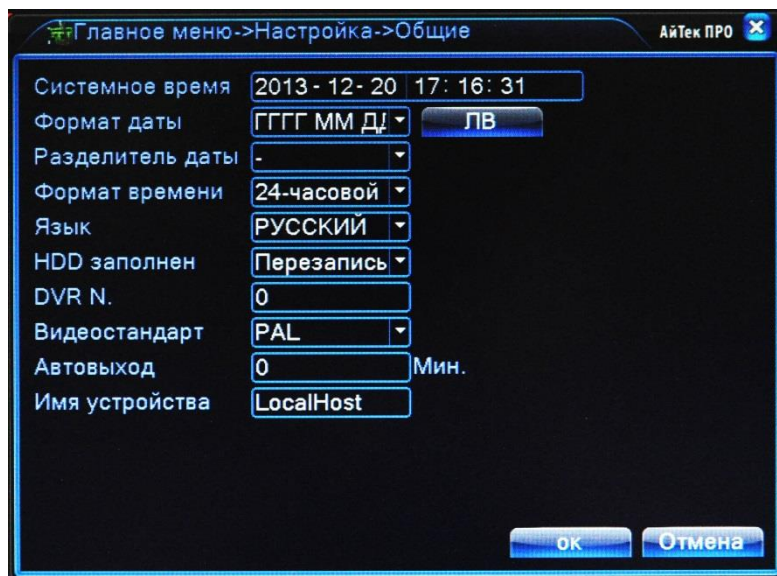 Главное меню->Настройка->Общие АйТек ПРО
Системное время 2013-12-20 17:16:31
Формат даты ГГГГ ММ ДД ЛВ
Разделитель даты -
Формат времени 24-часовой
Язык РУССКИЙ
HDD заполнен Перезапись
DVR N. 0
Видеостандарт PAL
Автовыход 0 Мин.
Имя устройства LocalHost
ок Отмена